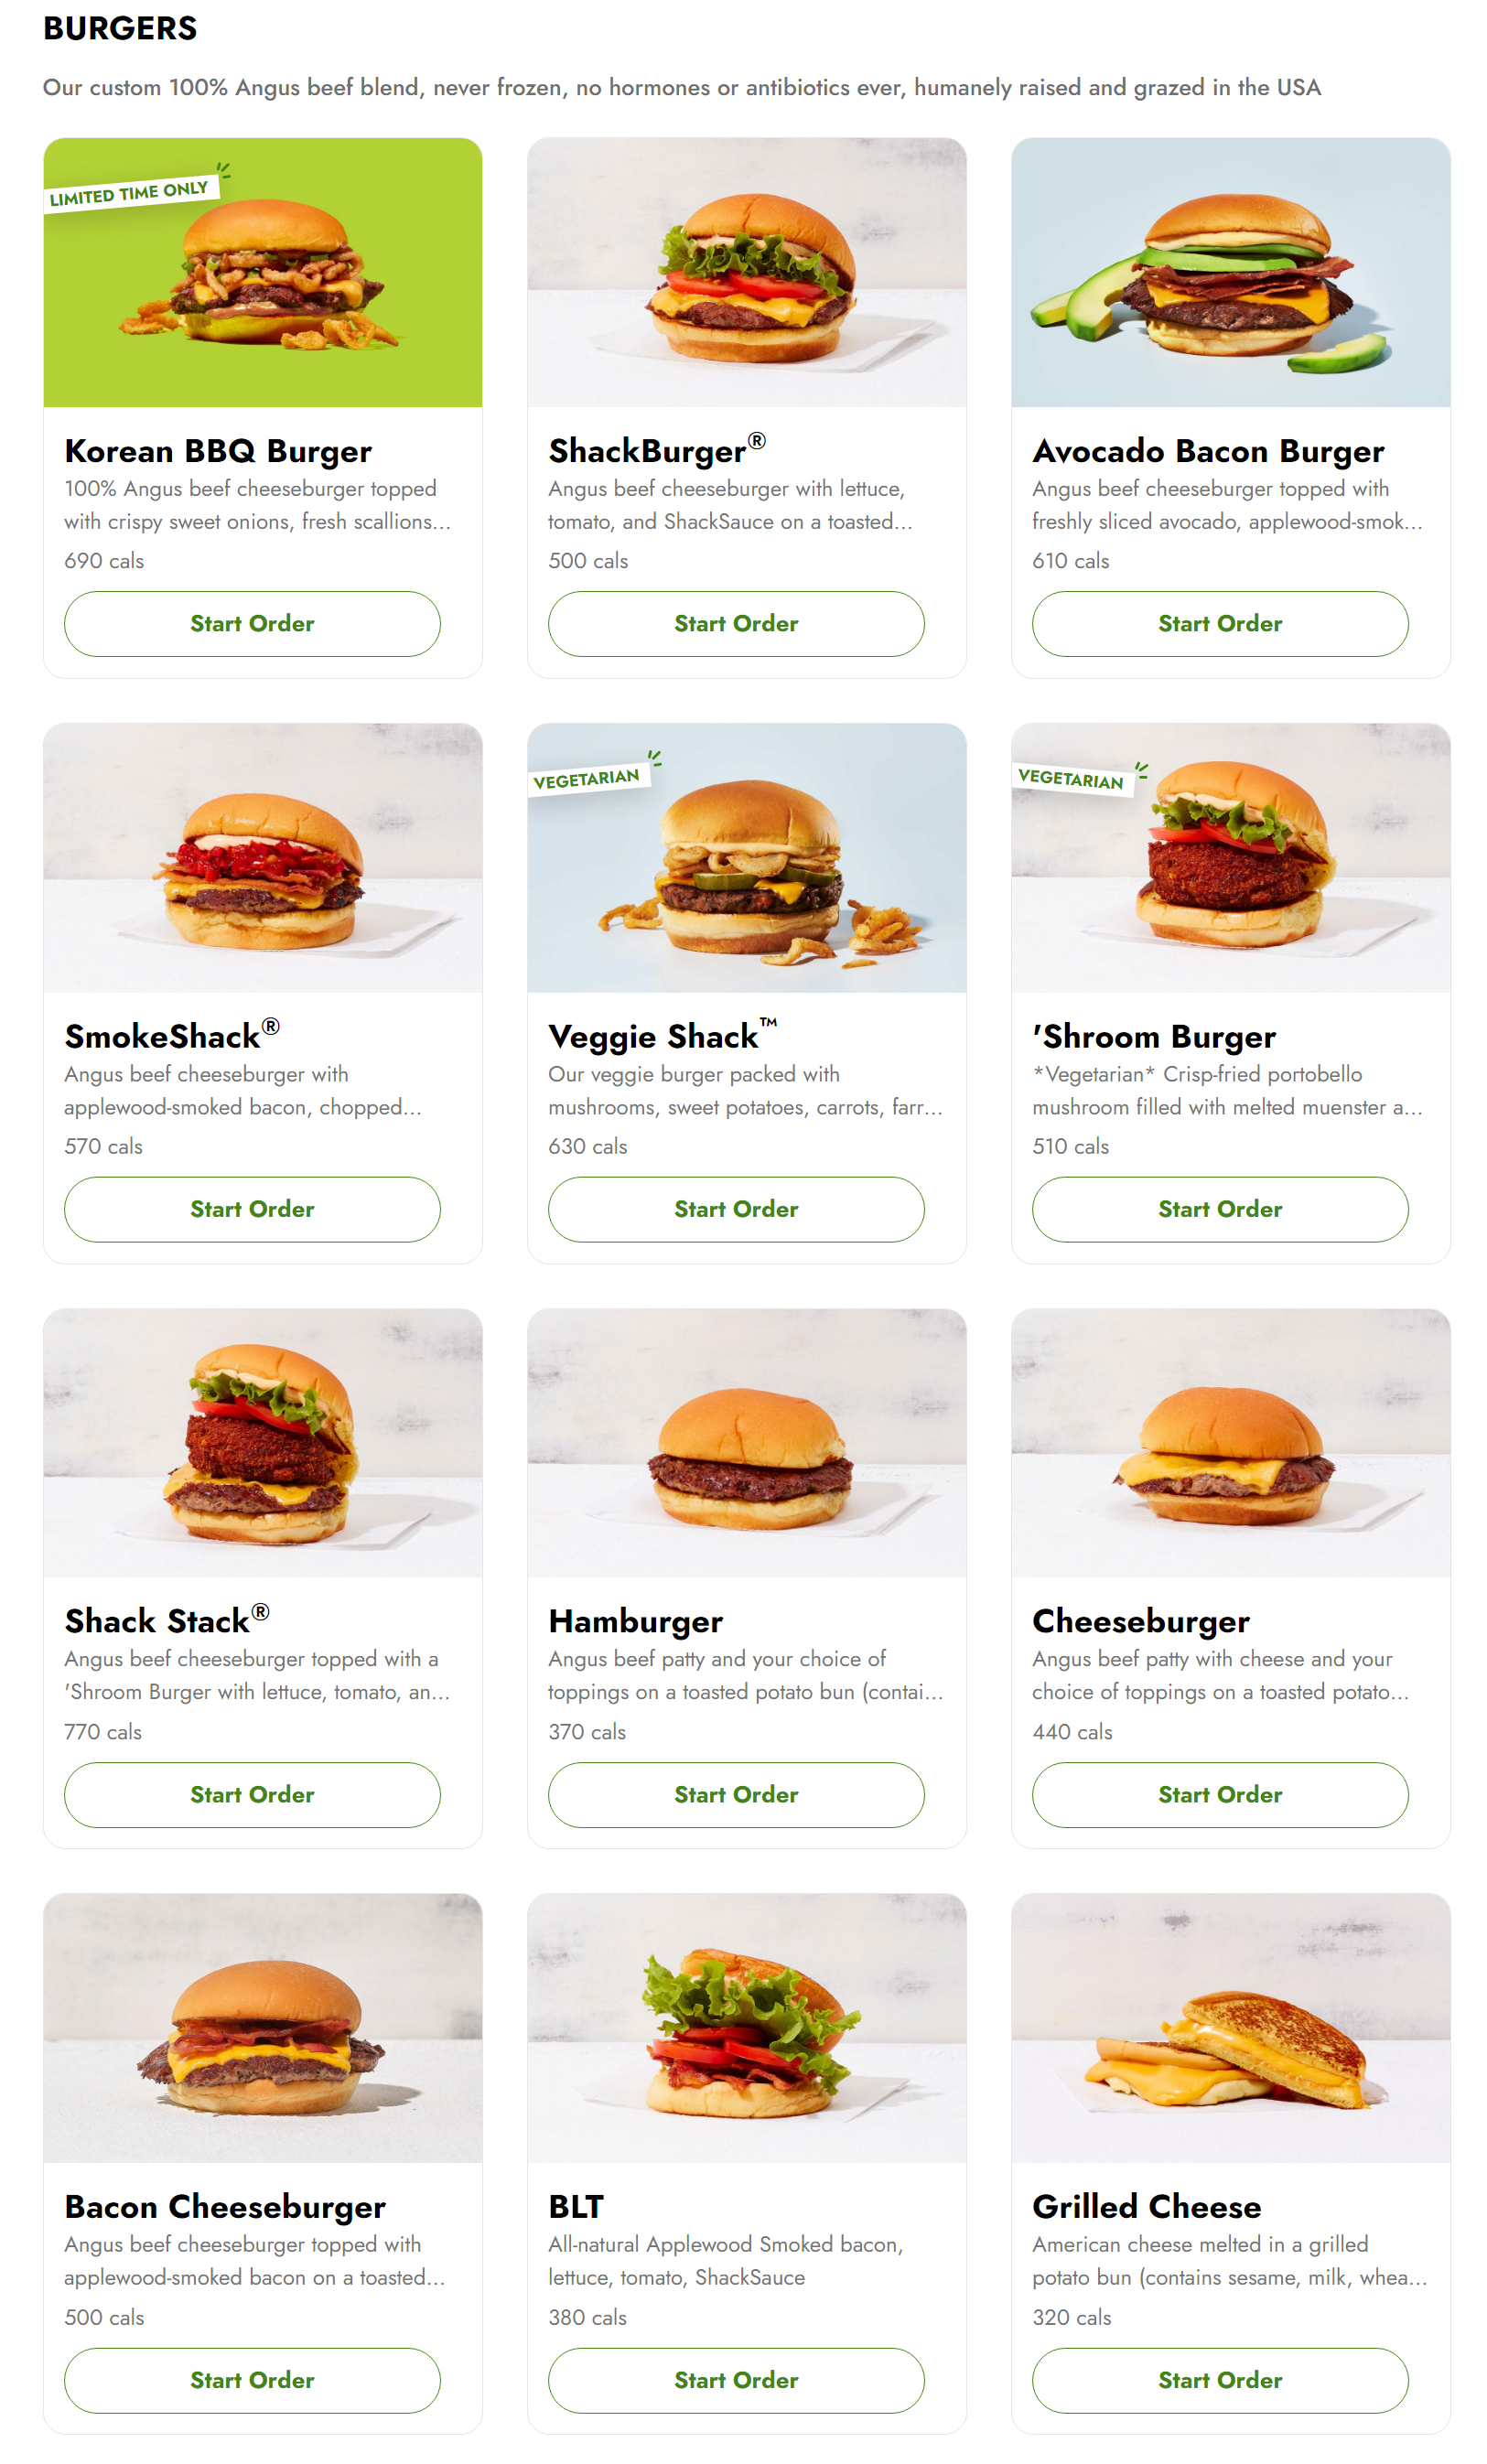 BURGERS
Our custom 100% Angus beef blend, never frozen, no hormones or antibiotics ever, humanely raised and grazed in the USA
LIMITED TIME ONLY
Korean BBQ Burger
100% Angus beef cheeseburger topped
with crispy sweet onions, fresh scallions...
690 cals
Start Order
ShackBurger®
Angus beef cheeseburger with lettuce,
tomato, and ShackSauce on a toasted...
500 cals
Start Order
Avocado Bacon Burger
Angus beef cheeseburger topped with
freshly sliced avocado, applewood-smok...
610 cals
Start Order
SmokeShack®
Angus beef cheeseburger with
applewood-smoked bacon, chopped...
570 cals
Start Order
VEGETARIAN
Veggie Shack™
Our veggie burger packed with
mushrooms, sweet potatoes, carrots, farr...
630 cals
Start Order
VEGETARIAN
'Shroom Burger
*Vegetarian* Crisp-fried portobello
mushroom filled with melted muenster a...
510 cals
Start Order
Shack Stack®
Angus beef cheeseburger topped with a
'Shroom Burger with lettuce, tomato, an...
770 cals
Start Order
Hamburger
Angus beef patty and your choice of
toppings on a toasted potato bun (contai...
370 cals
Start Order
Cheeseburger
Angus beef patty with cheese and your
choice of toppings on a toasted potato...
440 cals
Start Order
Bacon Cheeseburger
Angus beef cheeseburger topped with
applewood-smoked bacon on a toasted...
500 cals
Start Order
BLT
All-natural Applewood Smoked bacon,
lettuce, tomato, ShackSauce
380 cals
Start Order
Grilled Cheese
American cheese melted in a grilled
potato bun (contains sesame, milk, whea...
320 cals
Start Order